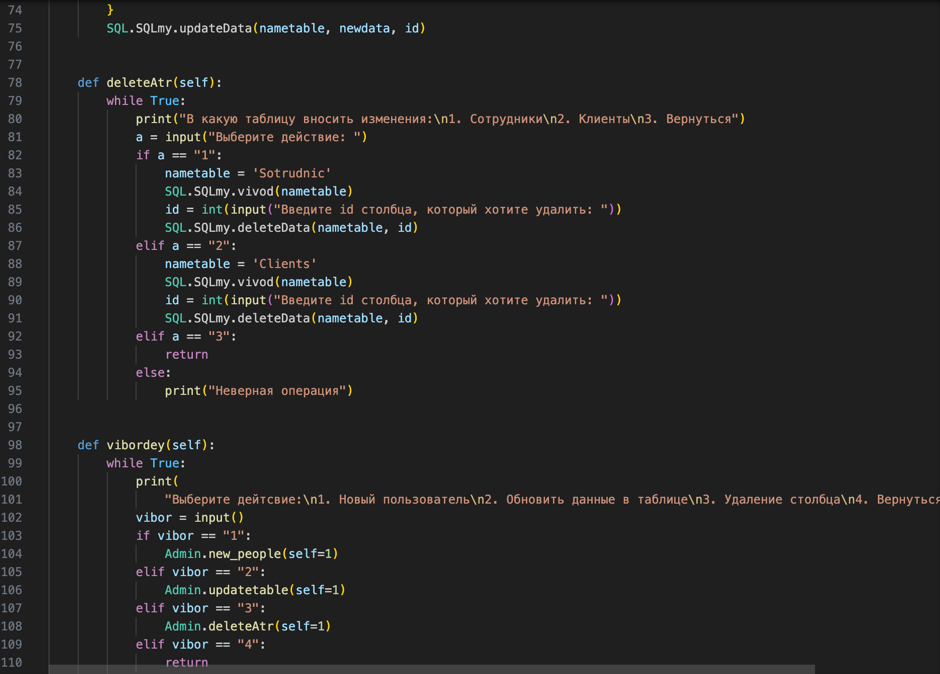 74 }
75 SQL.SQLmy.updateData(nametable, newdata, id)
76
77
78 def deleteAtr(self):
79 while True:
80 print("В какую таблицу вносить изменения:\n1. Сотрудники\n2. Клиенты\n3. Вернуться")
81 a = input("Выберите действие: ")
82 if a == "1":
83 nametable = 'Sotrudnic'
84 SQL.SQLmy.vivod(nametable)
85 id = int(input("Введите id столбца, который хотите удалить: "))
86 SQL.SQLmy.deleteData(nametable, id)
87 elif a == "2":
88 nametable = 'Clients'
89 SQL.SQLmy.vivod(nametable)
90 id = int(input("Введите id столбца, который хотите удалить: "))
91 SQL.SQLmy.deleteData(nametable, id)
92 elif a == "3":
93 return
94 else:
95 print("Неверная операция")
96
97
98 def vibordey(self):
99 while True:
100 print(
101 "Выберите дейтсвие:\n1. Новый пользователь\n2. Обновить данные в таблице\n3. Удаление столбца\n4. Вернуться
102 vibor = input()
103 if vibor == "1":
104 Admin.new_people(self=1)
105 elif vibor == "2":
106 Admin.updatetable(self=1)
107 elif vibor == "3":
108 Admin.deleteAtr(self=1)
109 elif vibor == "4":
110 return